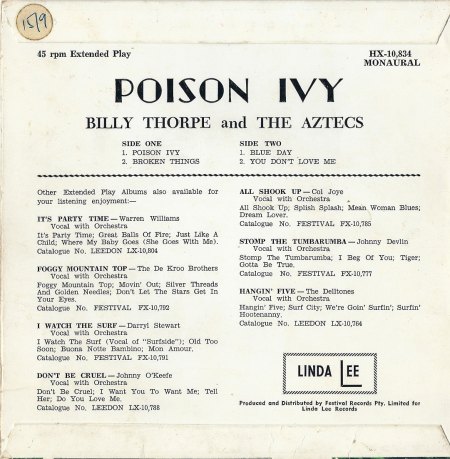 15/9
45 rpm Extended Play
HX-10,834
MONAURAL
POISON IVY
BILLY THORPE and THE AZTECS
SIDE ONE
1. POISON IVY
2. BROKEN THINGS
SIDE TWO
1. BLUE DAY
2. YOU DON'T LOVE ME
Other Extended Play Albums also available for
your listening enjoyment:—
IT'S PARTY TIME — Warren Williams
Vocal with Orchestra
It's Party Time; Great Balls Of Fire; Just Like A
Child; Where My Baby Goes (She Goes With Me).
Catalogue No. LEEDON LX-10,804
FOGGY MOUNTAIN TOP — The De Kroo Brothers
Vocal with Orchestra
Foggy Mountain Top; Movin' Out; Silver Threads
And Golden Needles; Don't Let The Stars Get In
Your Eyes.
Catalogue No. FESTIVAL FX-10,792
I WATCH THE SURF — Darryl Stewart
Vocal with Orchestra
I Watch The Surf (Vocal of "Surfside"); Old Too
Soon; Buona Notte Bambino; Mon Amour.
Catalogue No. FESTIVAL FX-10,791
DON'T BE CRUEL — Johnny O'Keefe
Vocal with Orchestra
Don't Be Cruel; I Want You To Want Me; Tell
Her; Do You Love Me.
Catalogue No. LEEDON LX-10,788
ALL SHOOK UP — Col Joye
Vocal with Orchestra
All Shook Up; Splish Splash; Mean Woman Blues;
Dream Lover.
Catalogue No. FESTIVAL FX-10,785
STOMP THE TUMBARUMBA — Johnny Devlin
Vocal with Orchestra
Stomp The Tumbarumba; I Beg Of You; Tiger;
Gotta Be True.
Catalogue No. FESTIVAL FX-10,777
HANGIN' FIVE — The Delltones
Vocal with Orchestra
Hangin' Five; Surf City; We're Goin' Surfin'; Surfin'
Hootenanny.
Catalogue No. LEEDON LX-10,764
LINDA LEE
Produced and Distributed by Festival Records Pty. Limited for
Linda Lee Records